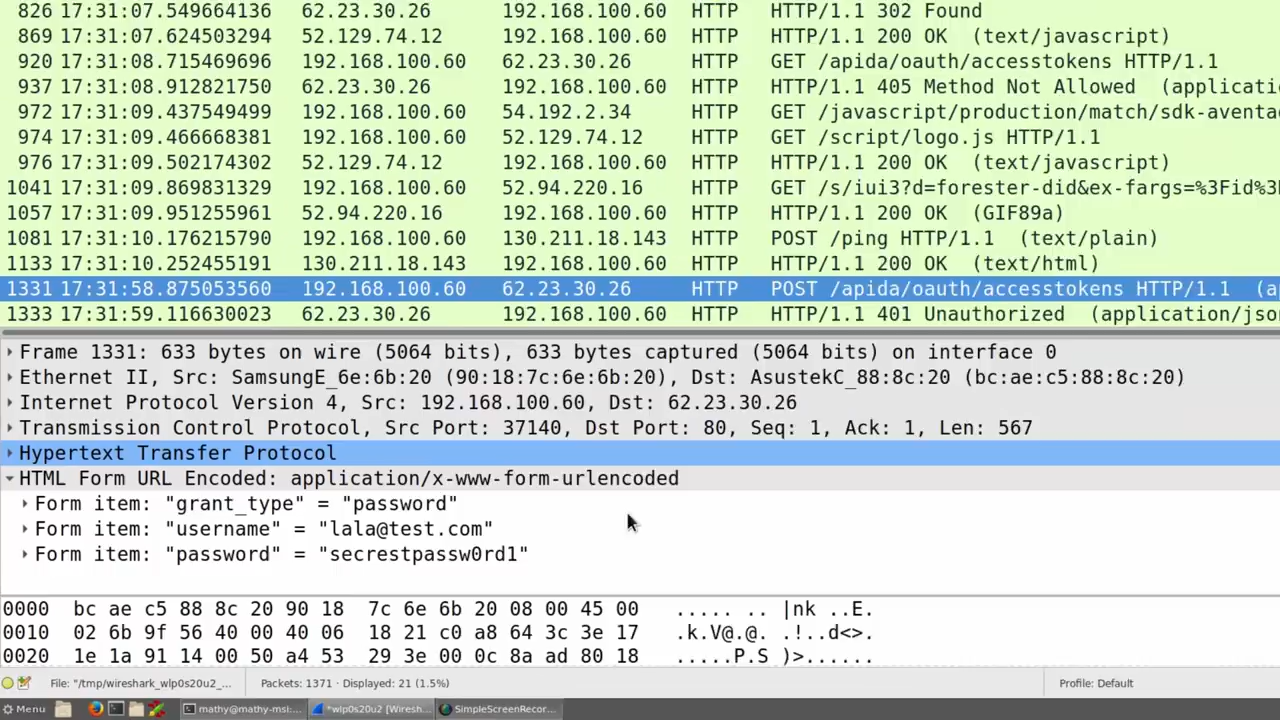 826 17:31:07.549664136 62.23.30.26 192.168.100.60 HTTP HTTP/1.1 302 Found
869 17:31:07.624503294 52.129.74.12 192.168.100.60 HTTP HTTP/1.1 200 OK (text/javascript)
920 17:31:08.715469696 192.168.100.60 62.23.30.26 HTTP GET /apida/oauth/accesstokens HTTP/1.1
937 17:31:08.912821750 62.23.30.26 192.168.100.60 HTTP HTTP/1.1 405 Method Not Allowed (applicati
972 17:31:09.437549499 192.168.100.60 54.192.2.34 HTTP GET /javascript/production/match/sdk-aventa
974 17:31:09.466668381 192.168.100.60 52.129.74.12 HTTP GET /script/logo.js HTTP/1.1
976 17:31:09.502174302 52.129.74.12 192.168.100.60 HTTP HTTP/1.1 200 OK (text/javascript)
1041 17:31:09.869831329 192.168.100.60 52.94.220.16 HTTP GET /s/iui3?d=forester-did&ex-fargs=%3Fid%3
1057 17:31:09.951255961 52.94.220.16 192.168.100.60 HTTP HTTP/1.1 200 OK (GIF89a)
1081 17:31:10.176215790 192.168.100.60 130.211.18.143 HTTP POST /ping HTTP/1.1 (text/plain)
1133 17:31:10.252455191 130.211.18.143 192.168.100.60 HTTP HTTP/1.1 200 OK (text/html)
1331 17:31:58.875053560 192.168.100.60 62.23.30.26 HTTP POST /apida/oauth/accesstokens HTTP/1.1 (a
1333 17:31:59.116630023 62.23.30.26 192.168.100.60 HTTP HTTP/1.1 401 Unauthorized (application/jso
Frame 1331: 633 bytes on wire (5064 bits), 633 bytes captured (5064 bits) on interface 0
Ethernet II, Src: SamsungE_6e:6b:20 (90:18:7c:6e:6b:20), Dst: AsustekC_88:8c:20 (bc:ae:c5:88:8c:20)
Internet Protocol Version 4, Src: 192.168.100.60, Dst: 62.23.30.26
Transmission Control Protocol, Src Port: 37140, Dst Port: 80, Seq: 1, Ack: 1, Len: 567
Hypertext Transfer Protocol
HTML Form URL Encoded: application/x-www-form-urlencoded
Form item: "grant_type" = "password"
Form item: "username" = "lala@test.com"
Form item: "password" = "secrestpassw0rd1"
0000 bc ae c5 88 8c 20 90 18 7c 6e 6b 20 08 00 45 00 ..... .. |nk ..E.
0010 02 6b 9f 56 40 00 40 06 18 21 c0 a8 64 3c 3e 17 .k.V@.@. .!..d<>.
0020 1e 1a 91 14 00 50 a4 53 29 3e 00 0c 8a ad 80 18 .....P.S )>......
File: "/tmp/wireshark_wlp0s20u2_... Packets: 1371 · Displayed: 21 (1.5%) Profile: Default
Menu mathy@mathy-msi:... *wlp0s20u2 [Wiresh... SimpleScreenRecor...